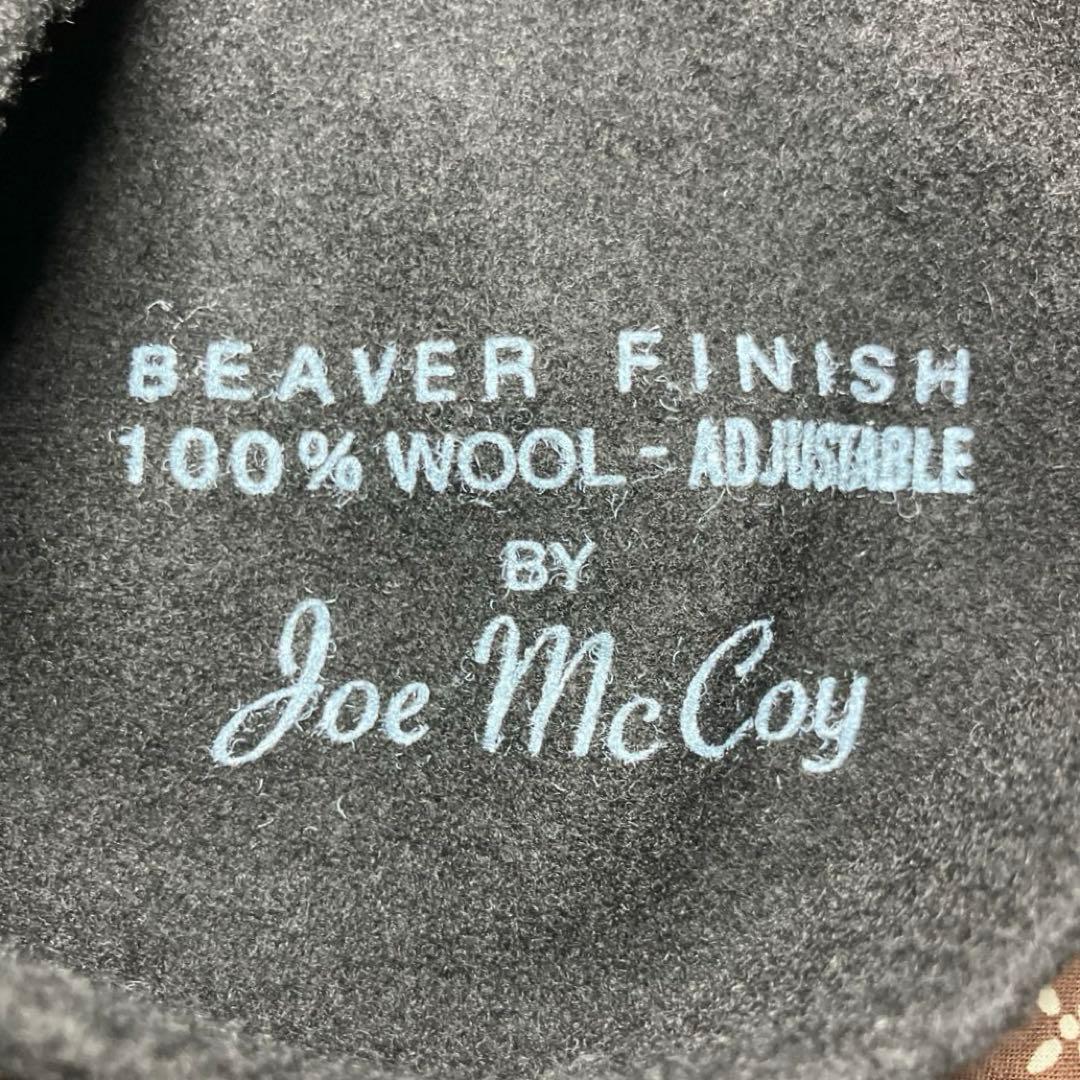 BEAVER FINISH
100% WOOL - ADJUSTABLE
BY
Joe McCoy